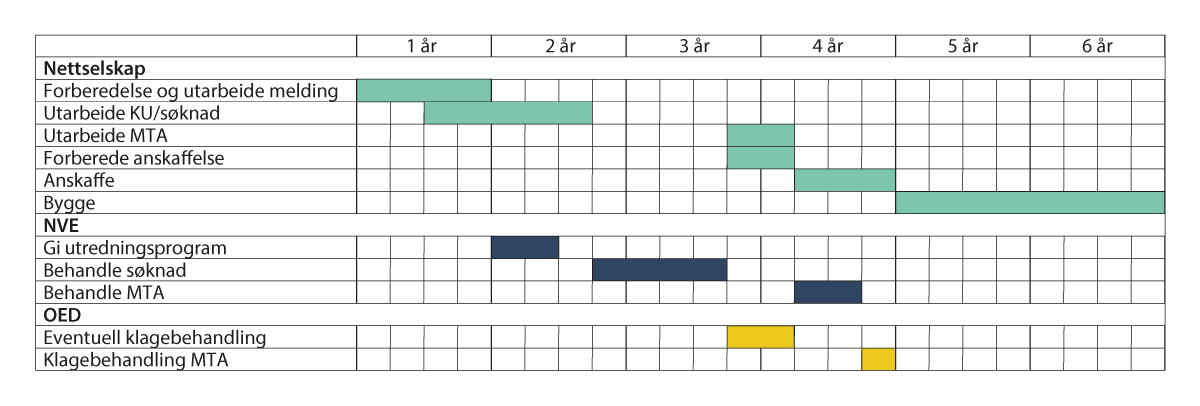 1 år 2 år 3 år 4 år 5 år 6 år
Nettselskap
Forberedelse og utarbeide melding
Utarbeide KU/søknad
Utarbeide MTA
Forberede anskaffelse
Anskaffe
Bygge
NVE
Gi utredningsprogram
Behandle søknad
Behandle MTA
OED
Eventuell klagebehandling
Klagebehandling MTA